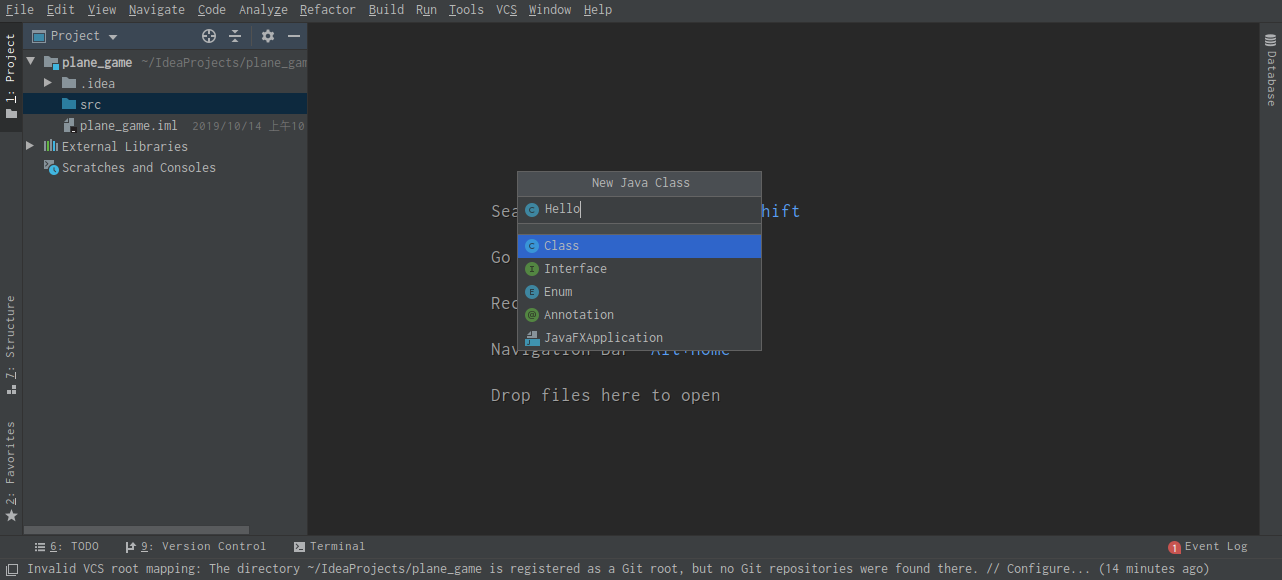 File Edit View Navigate Code Analyze Refactor Build Run Tools VCS Window Help
1: Project
Project
plane_game ~/IdeaProjects/plane_gam
.idea
src
plane_game.iml 2019/10/14 上午10
External Libraries
Scratches and Consoles
7: Structure
2: Favorites
Database
New Java Class
Hello
Class
Interface
Enum
Annotation
JavaFXApplication
Sea hift
Go
Rec
Navigation Bar Alt+Home
Drop files here to open
6: TODO 9: Version Control Terminal 1 Event Log
Invalid VCS root mapping: The directory ~/IdeaProjects/plane_game is registered as a Git root, but no Git repositories were found there. // Configure... (14 minutes ago)